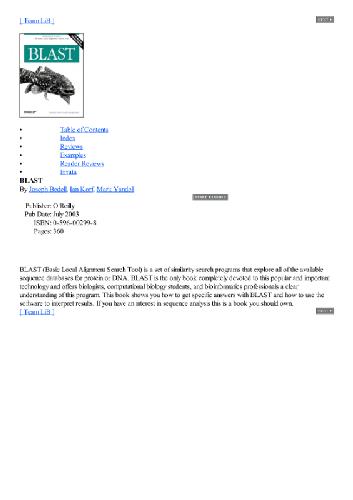 [ Team LiB ]
NEXT
BLAST
• Table of Contents
• Index
• Reviews
• Examples
• Reader Reviews
• Errata
BLAST
By Joseph Bedell, Ian Korf, Mark Yandell
Publisher: O'Reilly
Pub Date: July 2003
ISBN: 0-596-00299-8
Pages: 360
BLAST (Basic Local Alignment Search Tool) is a set of similarity search programs that explore all of the available
sequence databases for protein or DNA. BLAST is the only book completely devoted to this popular and important
technology and offers biologists, computational biology students, and bioinformatics professionals a clear
understanding of this program. This book shows you how to get specific answers with BLAST and how to use the
software to interpret results. If you have an interest in sequence analysis this is a book you should own.
[ Team LiB ]
NEXT